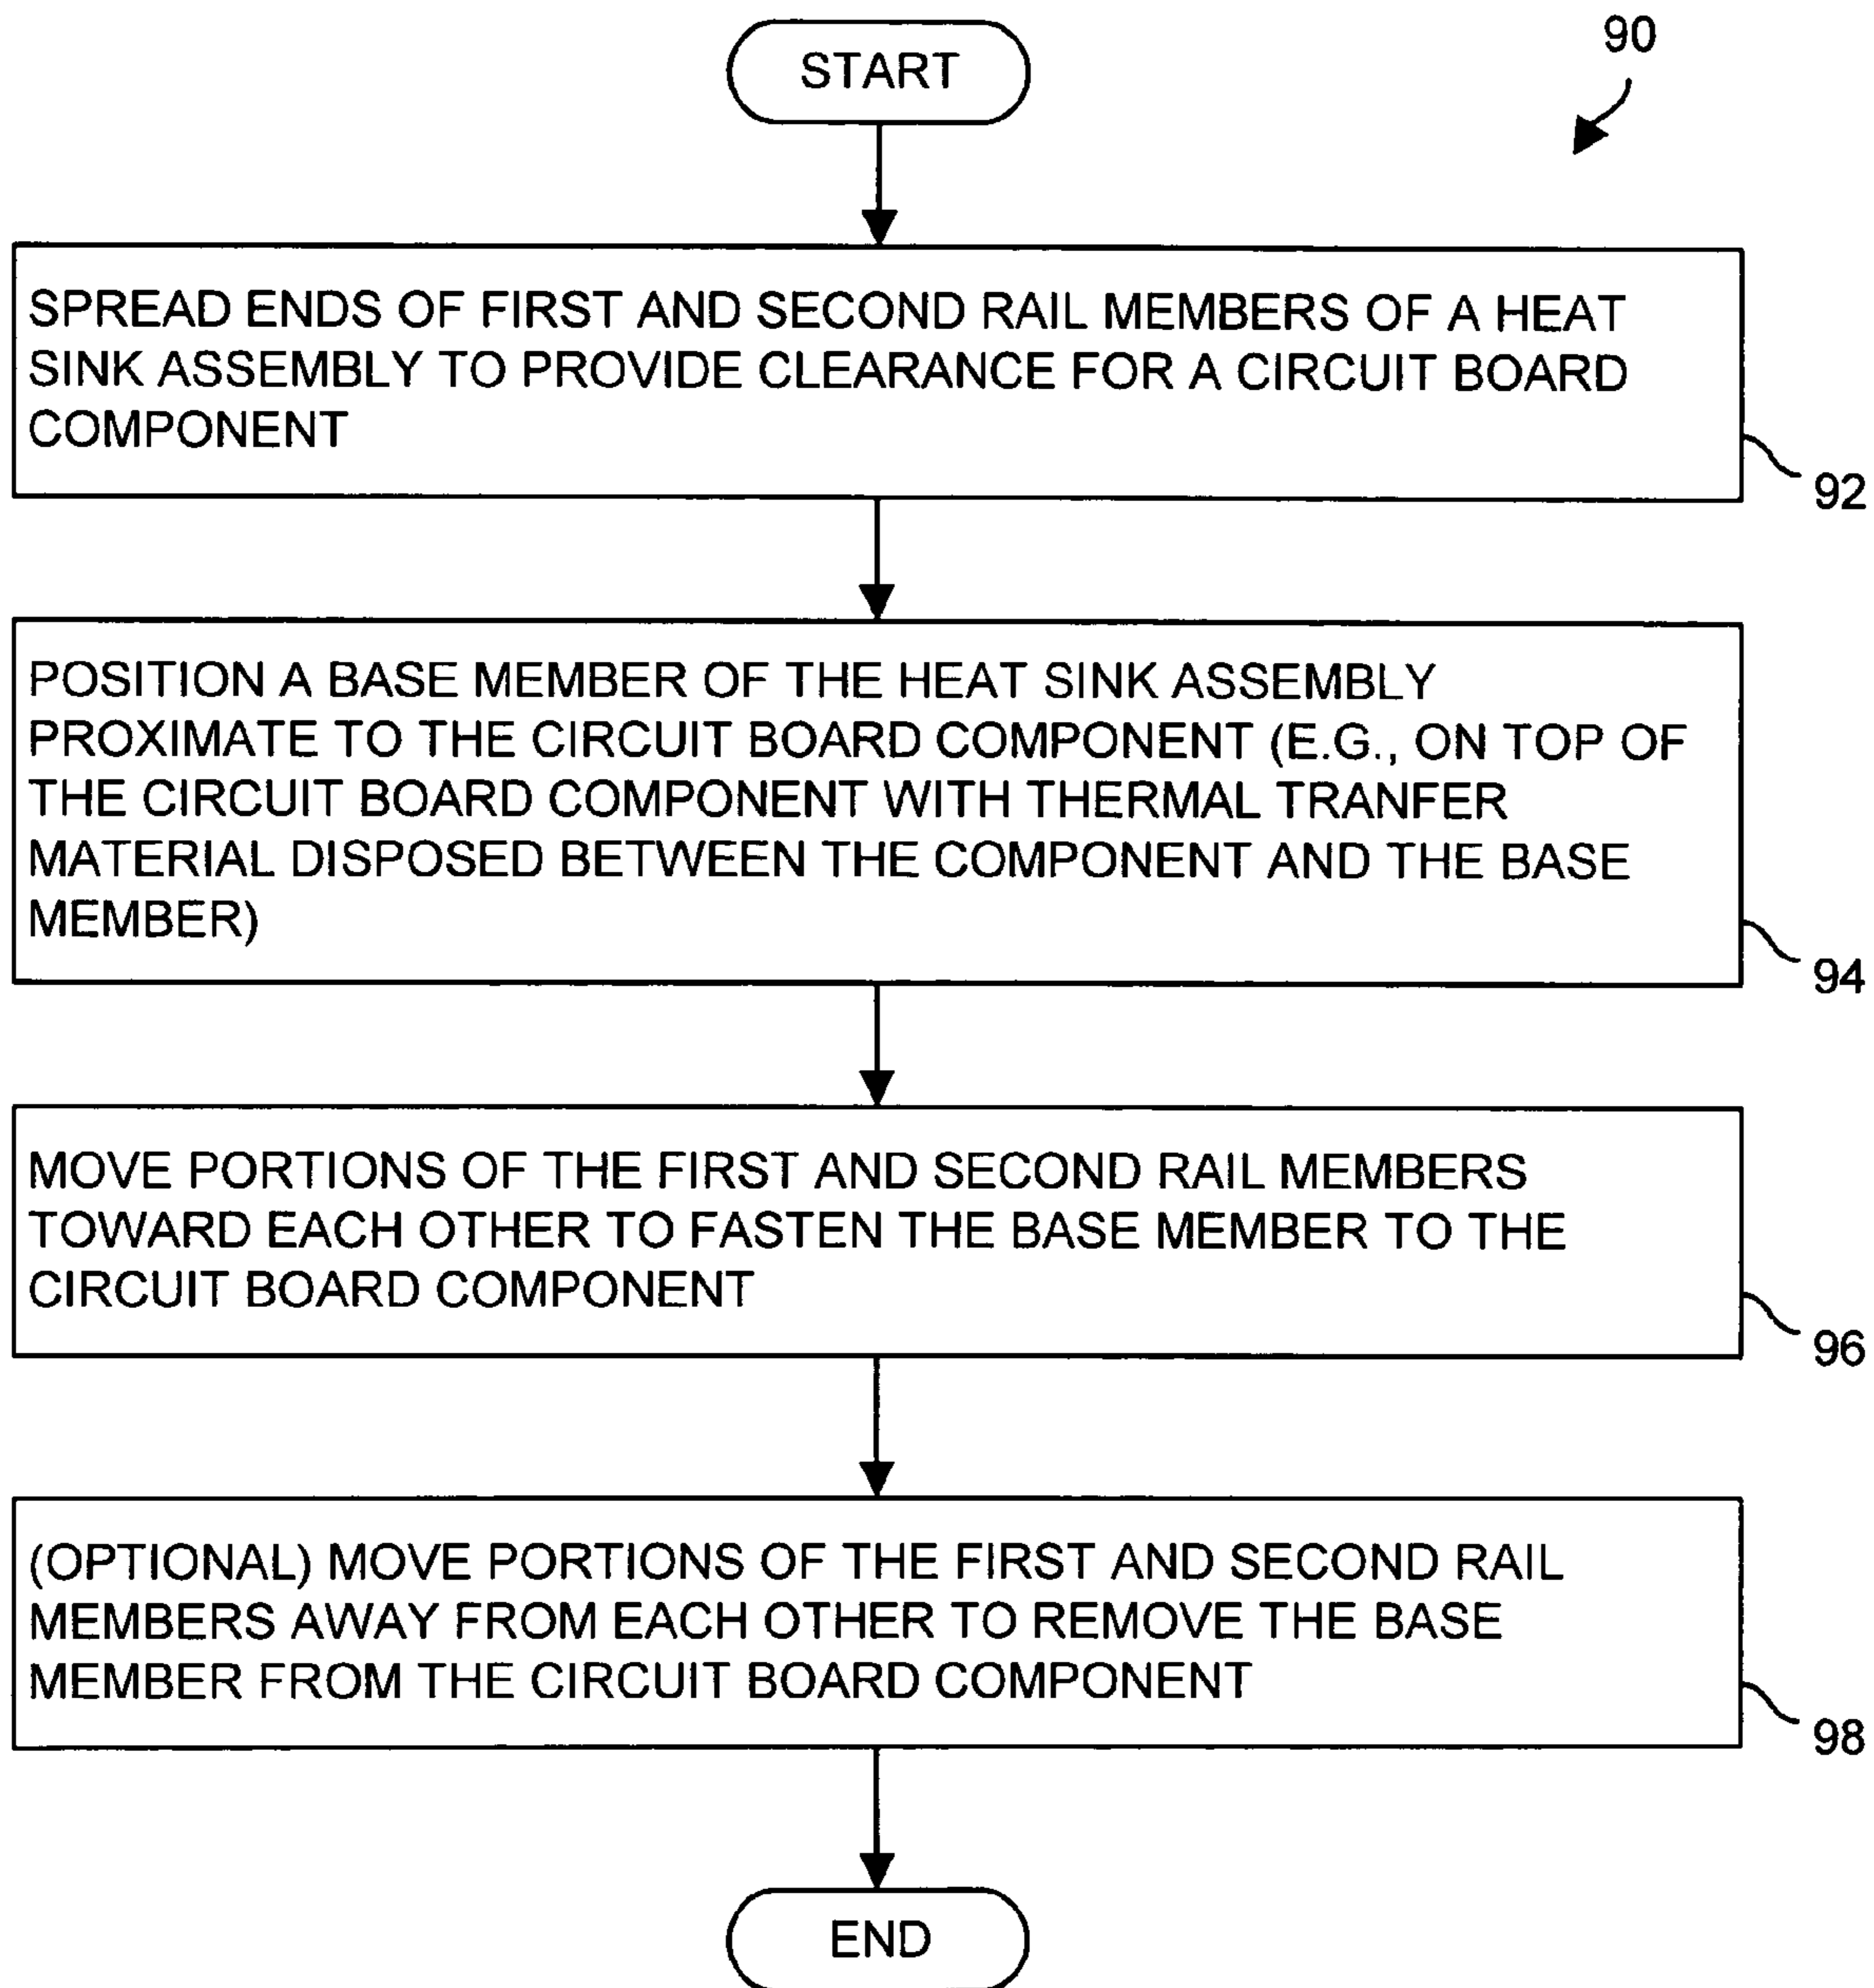 START
90
SPREAD ENDS OF FIRST AND SECOND RAIL MEMBERS OF A HEAT
SINK ASSEMBLY TO PROVIDE CLEARANCE FOR A CIRCUIT BOARD
COMPONENT
92
POSITION A BASE MEMBER OF THE HEAT SINK ASSEMBLY
PROXIMATE TO THE CIRCUIT BOARD COMPONENT (E.G., ON TOP OF
THE CIRCUIT BOARD COMPONENT WITH THERMAL TRANFER
MATERIAL DISPOSED BETWEEN THE COMPONENT AND THE BASE
MEMBER)
94
MOVE PORTIONS OF THE FIRST AND SECOND RAIL MEMBERS
TOWARD EACH OTHER TO FASTEN THE BASE MEMBER TO THE
CIRCUIT BOARD COMPONENT
96
(OPTIONAL) MOVE PORTIONS OF THE FIRST AND SECOND RAIL
MEMBERS AWAY FROM EACH OTHER TO REMOVE THE BASE
MEMBER FROM THE CIRCUIT BOARD COMPONENT
98
END